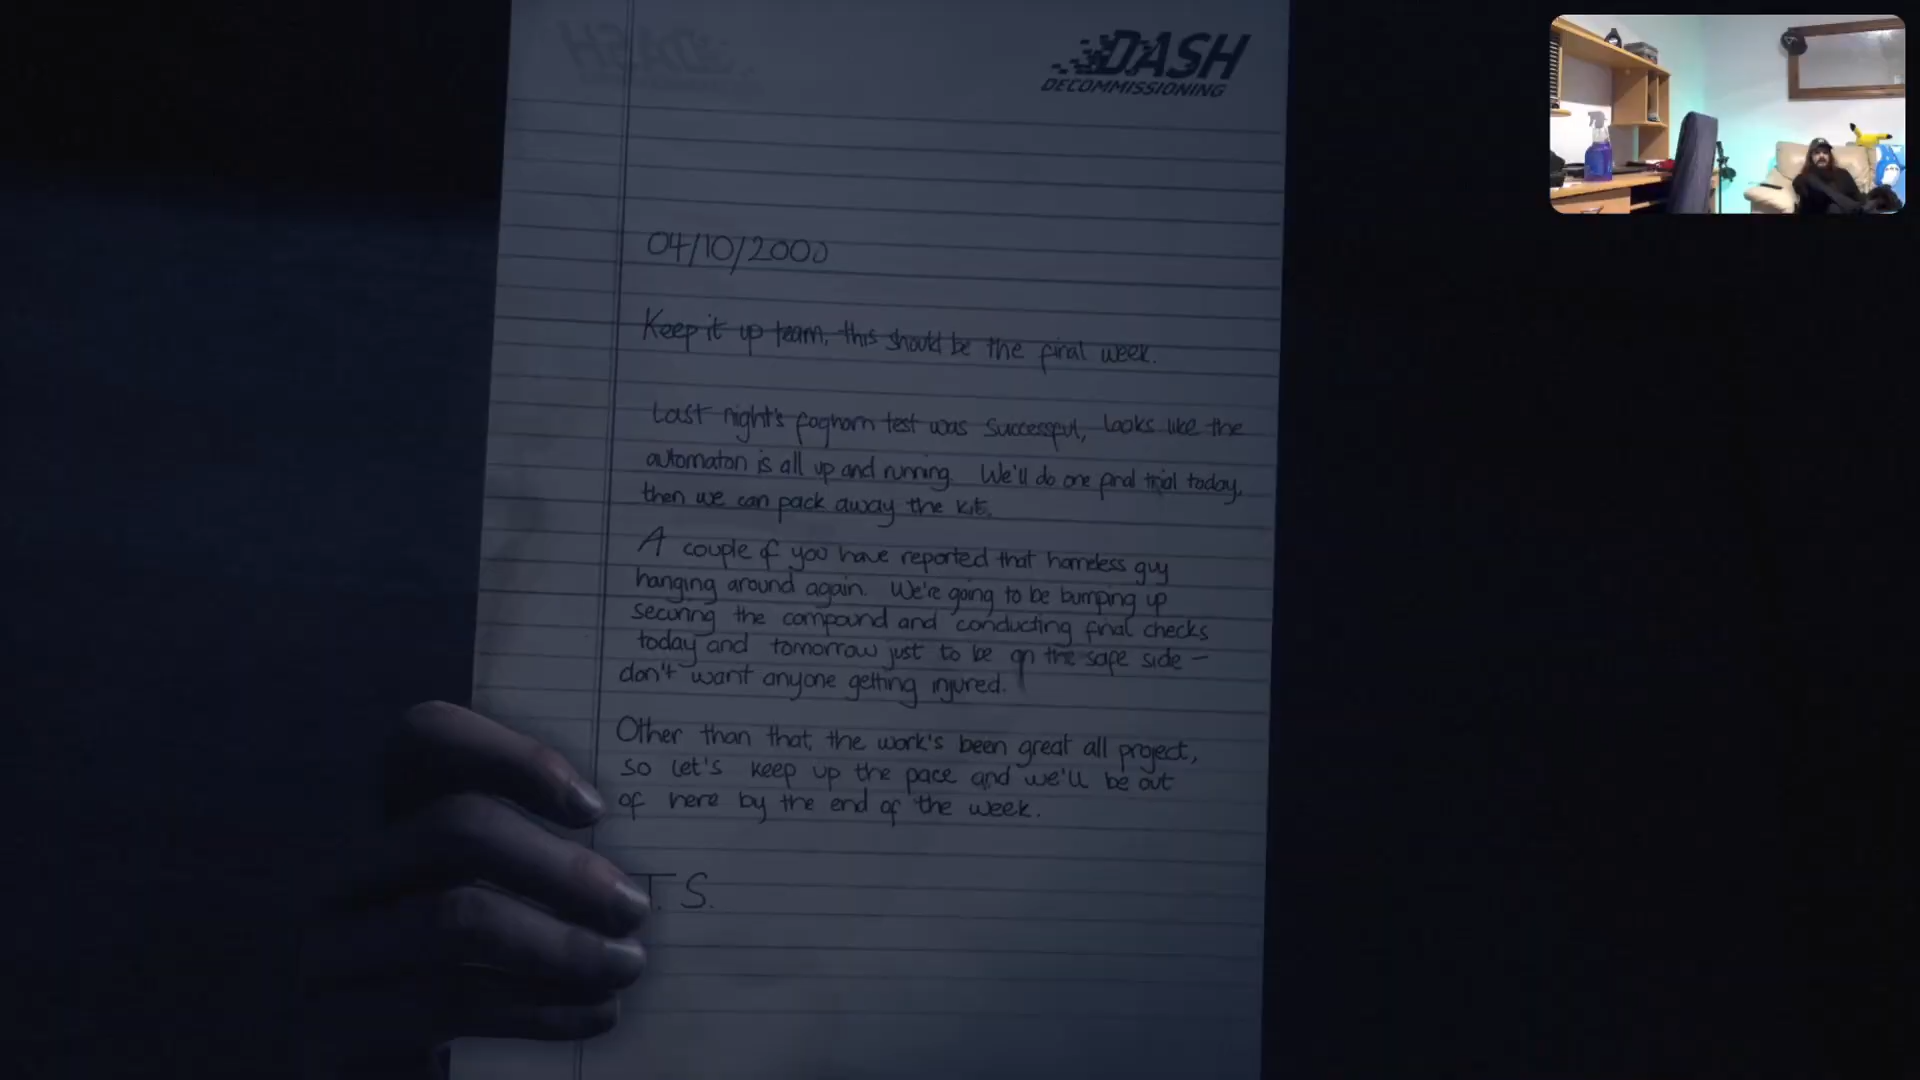 DASH
DECOMMISSIONING
04/10/2000
Keep it up team, this should be the final week.
Last night's foghorn test was successful, looks like the
automaton is all up and running. We'll do one final trial today,
then we can pack away the kit.
A couple of you have reported that homeless guy
hanging around again. We're going to be bumping up
securing the compound and conducting final checks
today and tomorrow just to be on the safe side –
don't want anyone getting injured.
Other than that, the work's been great all project,
so let's keep up the pace and we'll be out
of here by the end of the week.
T. S.